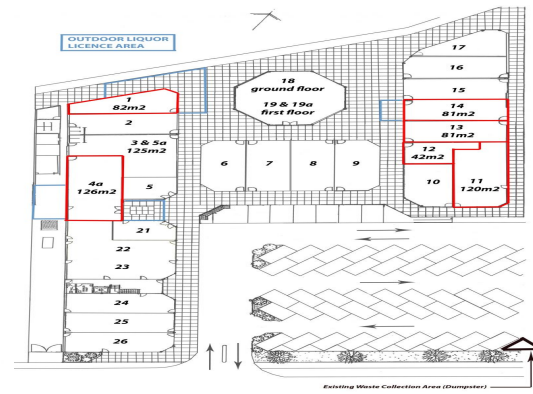 OUTDOOR LIQUOR
LICENCE AREA
17
16
15
14
81m2
13
81m2
12
42m2
10
11
120m2
18
ground floor
19 & 19a
first floor
6
7
8
9
1
82m2
2
3 & 5a
125m2
4a
126m2
5
21
22
23
24
25
26
Existing Waste Collection Area (Dumpster)